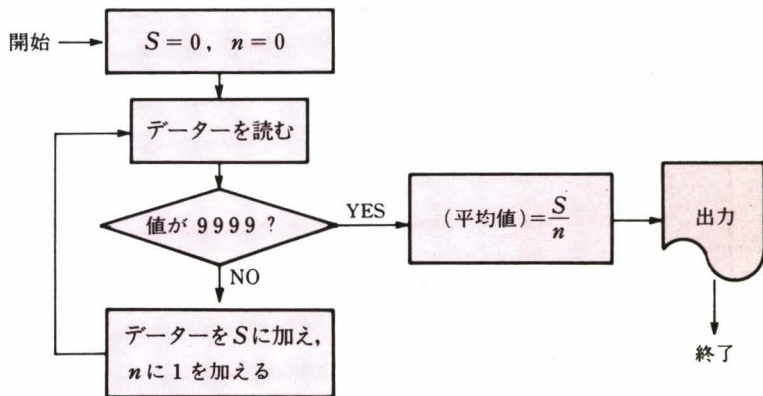 開始
S=0, n=0
データーを読む
値が 9999 ?
YES
(平均値)=S/n
出力
NO
データーをSに加え,
nに1を加える
終了